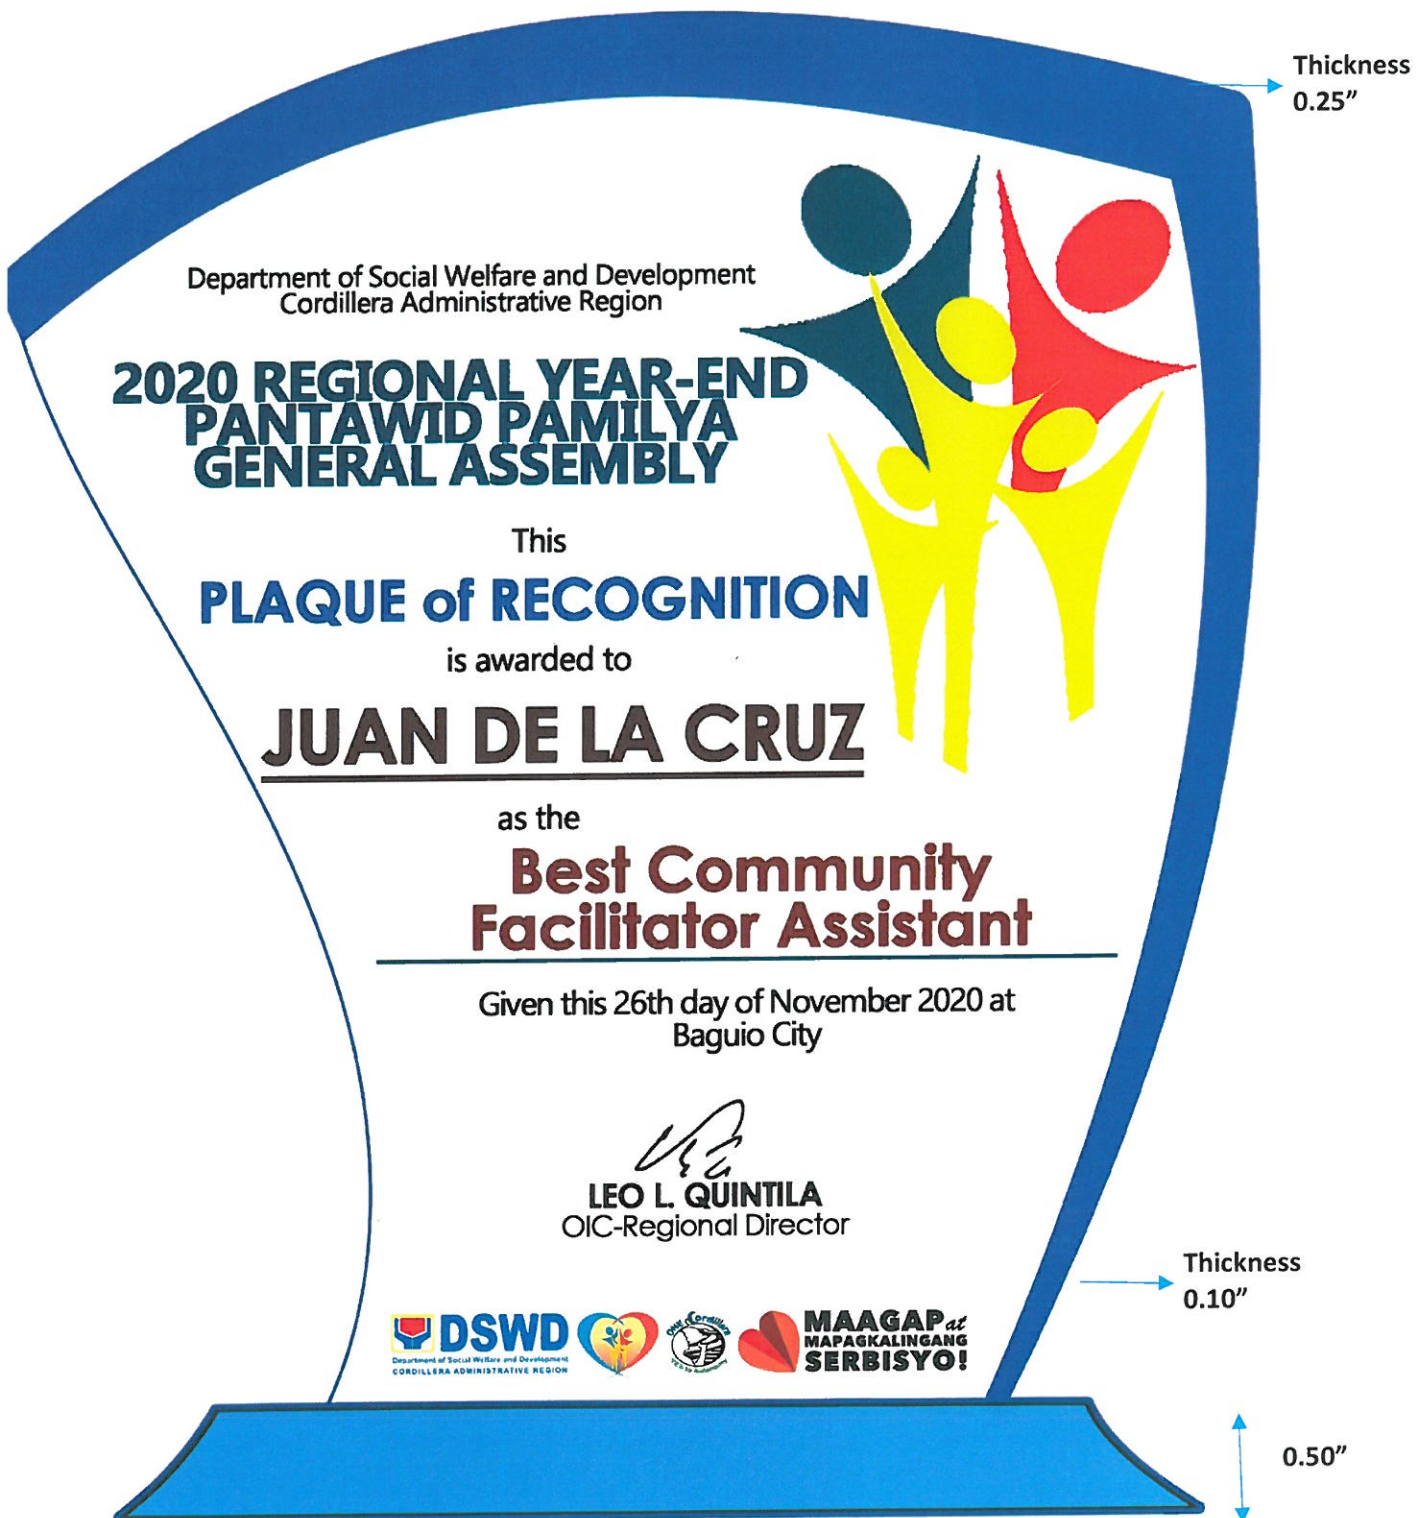 Thickness
0.25”
Department of Social Welfare and Development
Cordillera Administrative Region
2020 REGIONAL YEAR-END
PANTAWID PAMILYA
GENERAL ASSEMBLY
This
PLAQUE of RECOGNITION
is awarded to
JUAN DE LA CRUZ
as the
Best Community
Facilitator Assistant
Given this 26th day of November 2020 at
Baguio City
LEO L. QUINTILA
OIC-Regional Director
Thickness
0.10”
DSWD
Department of Social Welfare and Development
CORDILLERA ADMINISTRATIVE REGION
Cordillera
MAAGAP at
MAPAGKALINGANG
SERBISYO!
0.50”